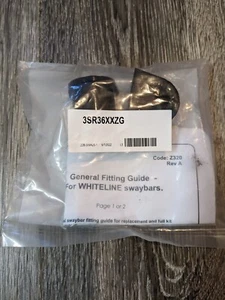 3SR36XXZG
Code: Z320
Rev A
General Fitting Guide -
For WHITELINE swaybars.
Page 1 of 2
swaybar fitting guide for replacement and full kit